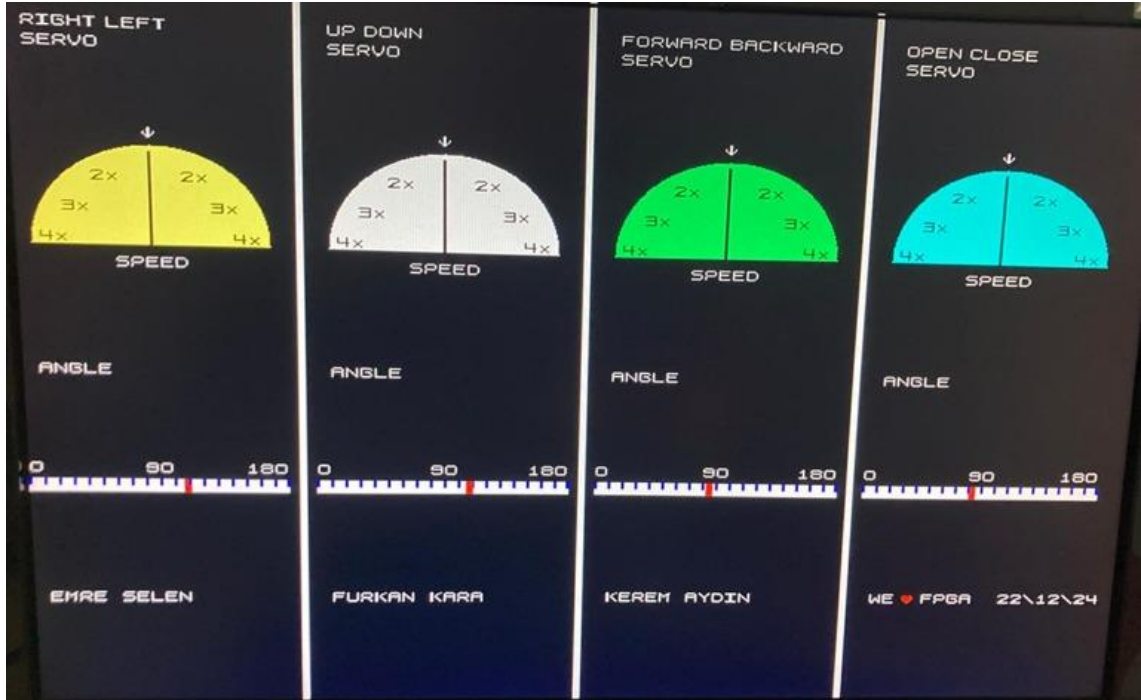 RIGHT LEFT
SERVO
2x 2x
3x 3x
4x 4x
SPEED
ANGLE
0 90 180
EMRE SELEN
UP DOWN
SERVO
2x 2x
3x 3x
4x 4x
SPEED
ANGLE
0 90 180
FURKAN KARA
FORWARD BACKWARD
SERVO
2x 2x
3x 3x
4x 4x
SPEED
ANGLE
0 90 180
KEREM AYDIN
OPEN CLOSE
SERVO
2x 2x
3x 3x
4x 4x
SPEED
ANGLE
0 90 180
WE ♥ FPGA 22\12\24